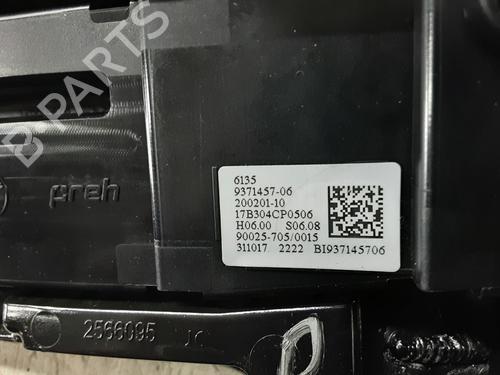 B-PARTS
preh
6135
9371457-06
200201-10
17B304CP0506
H06.00 S06.08
90025-705/0015
311017 2222 BI937145706
2566095 JC